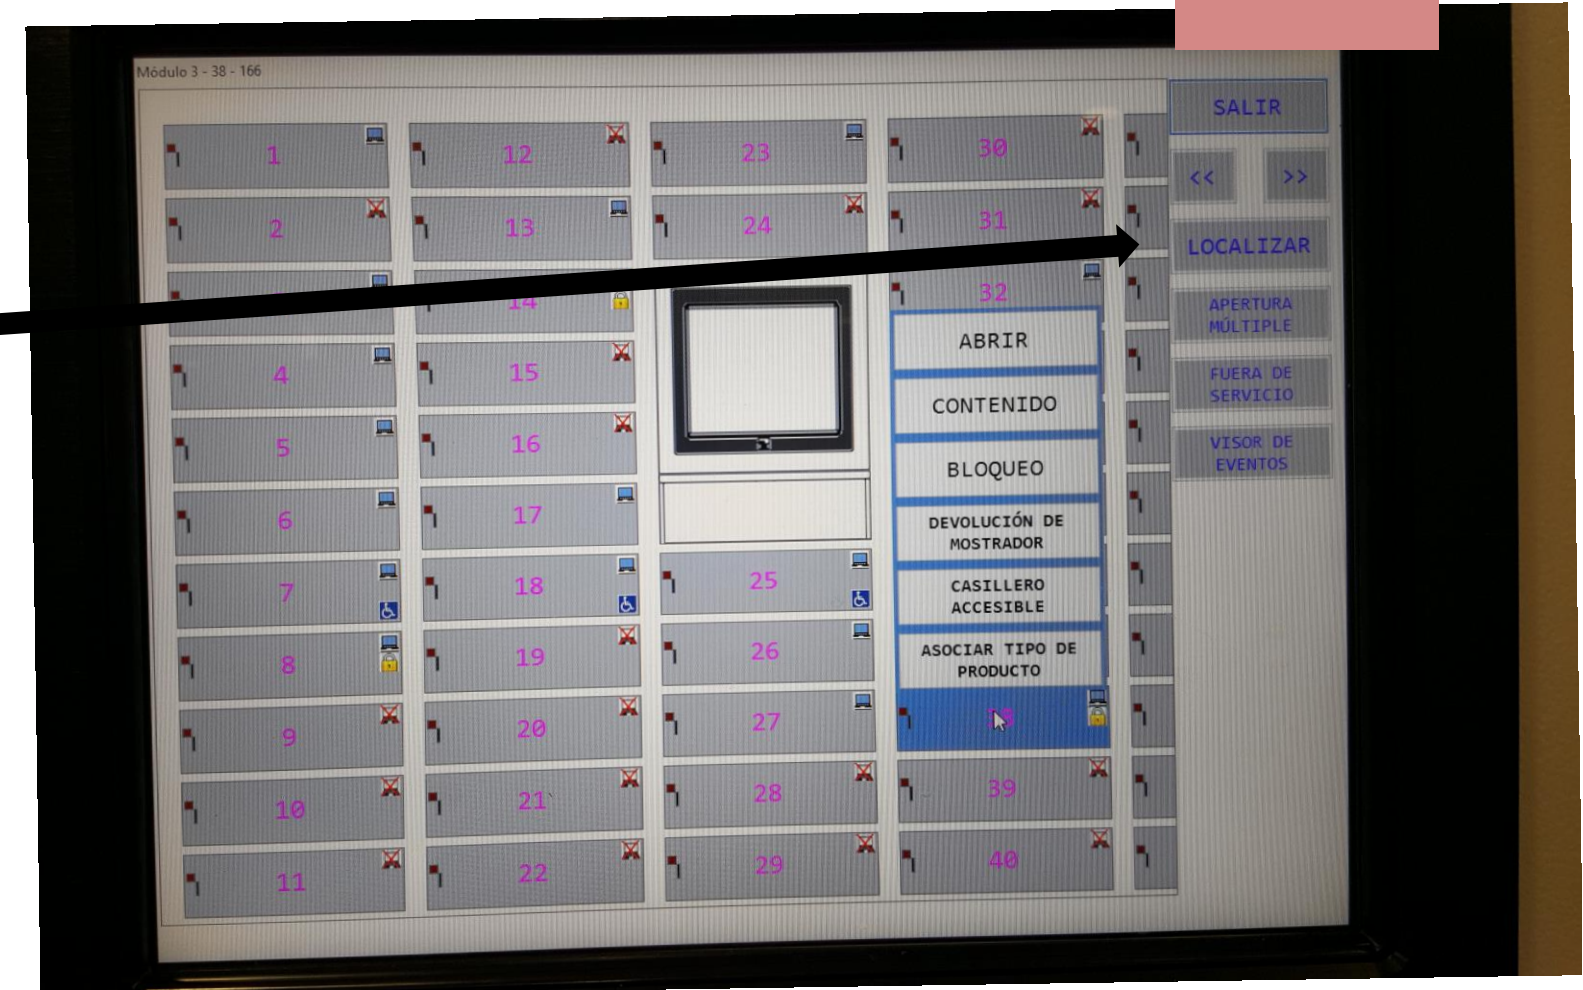 Módulo 3 - 38 - 166
SALIR
<< >>
LOCALIZAR
APERTURA
MÚLTIPLE
FUERA DE
SERVICIO
VISOR DE
EVENTOS
1
2
4
5
6
7
8
9
10
11
12
13
14
15
16
17
18
19
20
21
22
23
24
25
26
27
28
29
30
31
32
ABRIR
CONTENIDO
BLOQUEO
DEVOLUCIÓN DE
MOSTRADOR
CASILLERO
ACCESIBLE
ASOCIAR TIPO DE
PRODUCTO
38
39
40